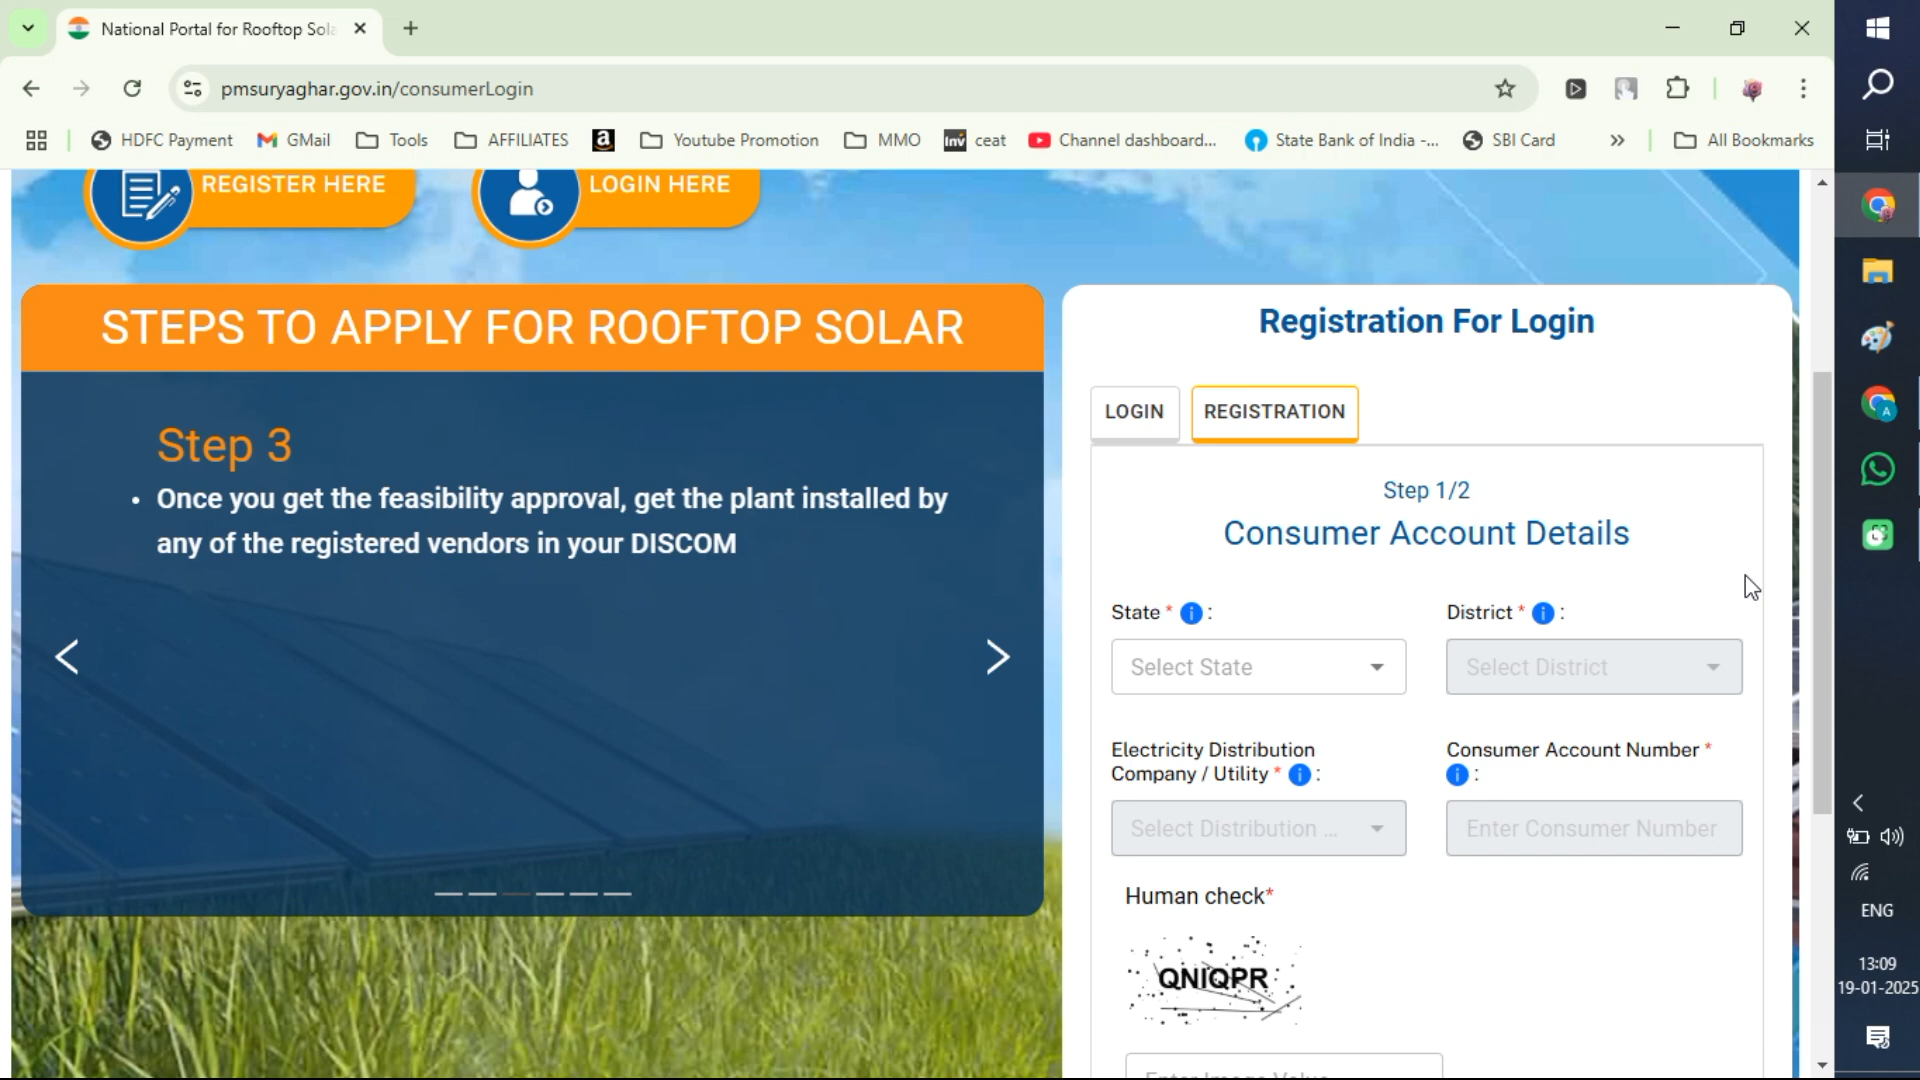 National Portal for Rooftop Sola
pmsuryaghar.gov.in/consumerLogin
HDFC Payment
GMail
Tools
AFFILIATES
Youtube Promotion
MMO
Inv ceat
Channel dashboard...
State Bank of India -...
SBI Card
All Bookmarks
REGISTER HERE
LOGIN HERE
STEPS TO APPLY FOR ROOFTOP SOLAR
Step 3
• Once you get the feasibility approval, get the plant installed by
any of the registered vendors in your DISCOM
Registration For Login
LOGIN
REGISTRATION
Step 1/2
Consumer Account Details
State * i :
District * i :
Select State
Select District
Electricity Distribution
Company / Utility * i :
Consumer Account Number *
i :
Select Distribution ...
Enter Consumer Number
Human check*
QNIQPR
Enter Image Value
ENG
13:09
19-01-2025